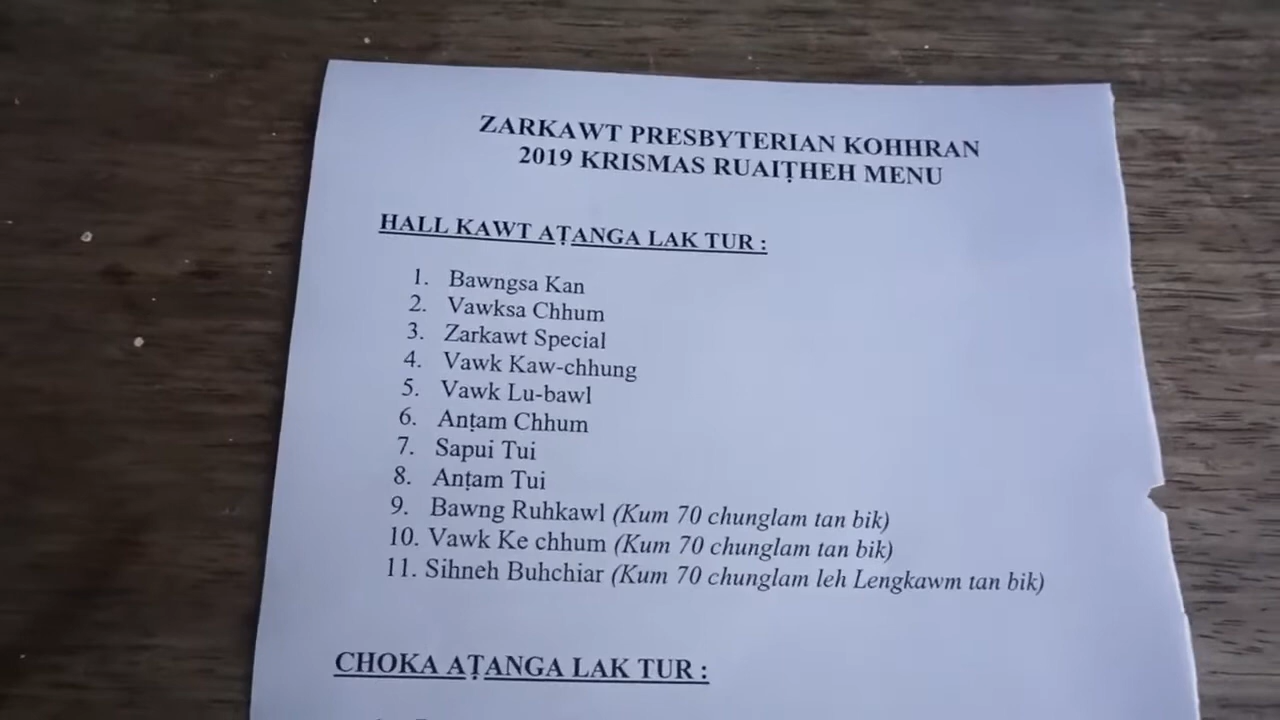 ZARKAWT PRESBYTERIAN KOHHRAN
2019 KRISMAS RUAIṬHEH MENU
HALL KAWT AṬANGA LAK TUR :
1. Bawngsa Kan
2. Vawksa Chhum
3. Zarkawt Special
4. Vawk Kaw-chhung
5. Vawk Lu-bawl
6. Anṭam Chhum
7. Sapui Tui
8. Anṭam Tui
9. Bawng Ruhkawl (Kum 70 chunglam tan bik)
10. Vawk Ke chhum (Kum 70 chunglam tan bik)
11. Sihneh Buhchiar (Kum 70 chunglam leh Lengkawm tan bik)
CHOKA AṬANGA LAK TUR :